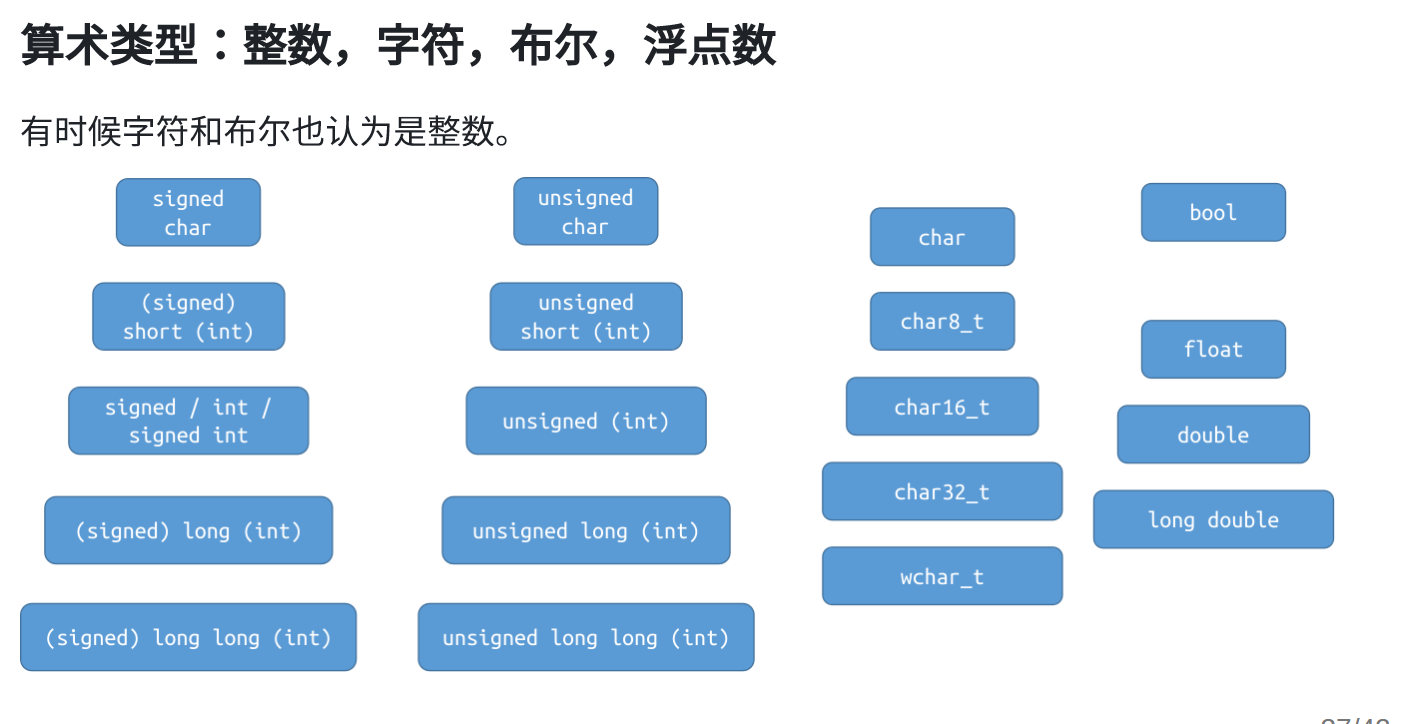 算术类型：整数，字符，布尔，浮点数
有时候字符和布尔也认为是整数。
signed
char
(signed)
short (int)
signed / int /
signed int
(signed) long (int)
(signed) long long (int)
unsigned
char
unsigned
short (int)
unsigned (int)
unsigned long (int)
unsigned long long (int)
char
char8_t
char16_t
char32_t
wchar_t
bool
float
double
long double